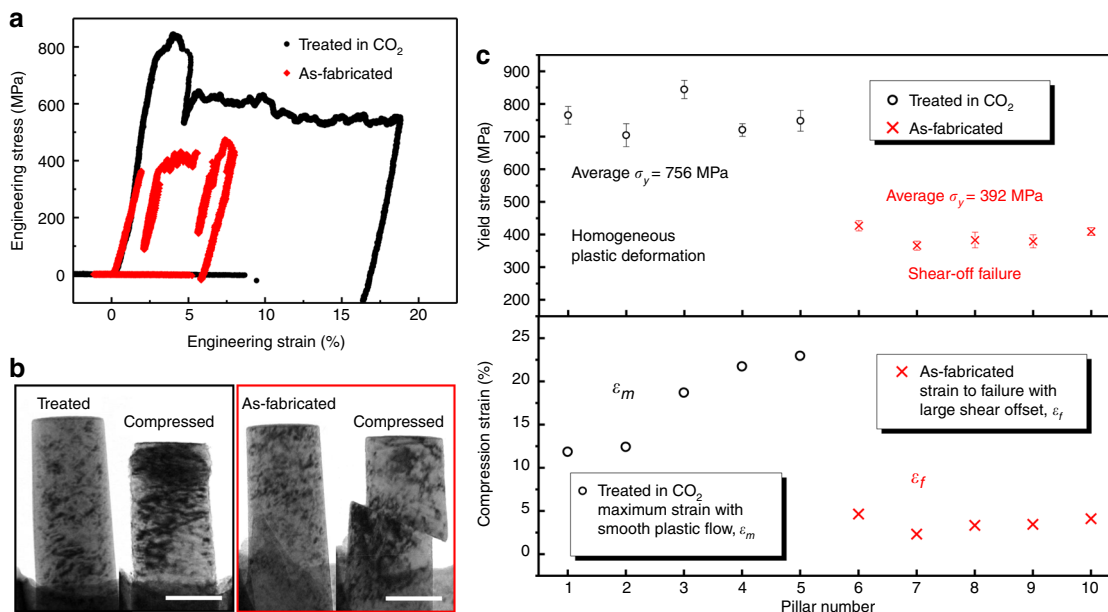 a
Engineering stress (MPa)
800
600
400
200
0
Treated in CO2
As-fabricated
0
5
10
15
20
Engineering strain (%)
b
Treated
Compressed
As-fabricated
Compressed
c
Yield stress (MPa)
900
800
700
600
500
400
300
200
Treated in CO2
As-fabricated
Average σy = 756 MPa
Average σy = 392 MPa
Homogeneous
plastic deformation
Shear-off failure
Compression strain (%)
25
20
15
10
5
0
εm
As-fabricated
strain to failure with
large shear offset, εf
Treated in CO2
maximum strain with
smooth plastic flow, εm
εf
1
2
3
4
5
6
7
8
9
10
Pillar number